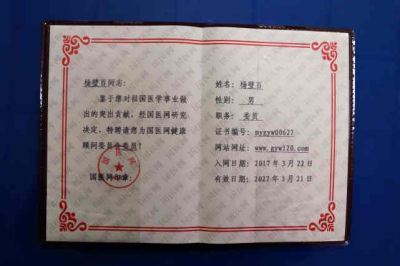 杨壁百同志：
鉴于您对祖国医学事业做
出的突出贡献，经国医网研究
决定，特聘请您为国医网健康
顾问委员会委员！
国医网印章：
姓名： 杨壁百
性别： 男
职务： 委员
证书编号：myzyw00627
网站网址：www.gyw120.com
入网日期：2017年3月22日
有效日期：2027年3月21日